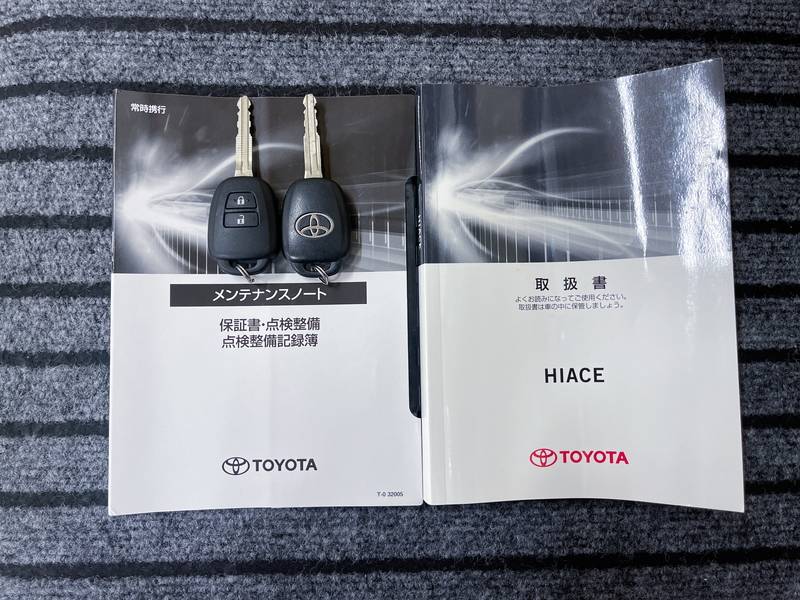 常時携行
メンテナンスノート
保証書・点検整備
点検整備記録簿
TOYOTA
T-0 32005
取扱書
よくお読みになってご使用ください。
取扱書は車の中に保管しましょう。
HIACE
TOYOTA